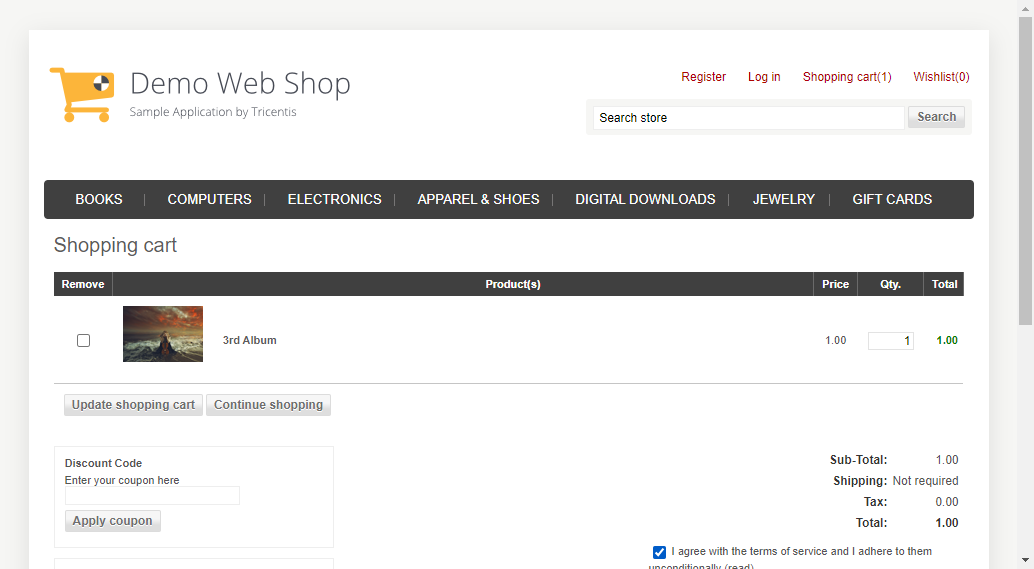 Demo Web Shop
Sample Application by Tricentis
Register Log in Shopping cart(1) Wishlist(0)
Search store Search
BOOKS COMPUTERS ELECTRONICS APPAREL & SHOES DIGITAL DOWNLOADS JEWELRY GIFT CARDS
Shopping cart
Remove Product(s) Price Qty. Total
3rd Album 1.00 1 1.00
Update shopping cart Continue shopping
Discount Code
Enter your coupon here
Apply coupon
Sub-Total: 1.00
Shipping: Not required
Tax: 0.00
Total: 1.00
I agree with the terms of service and I adhere to them
unconditionally (read)